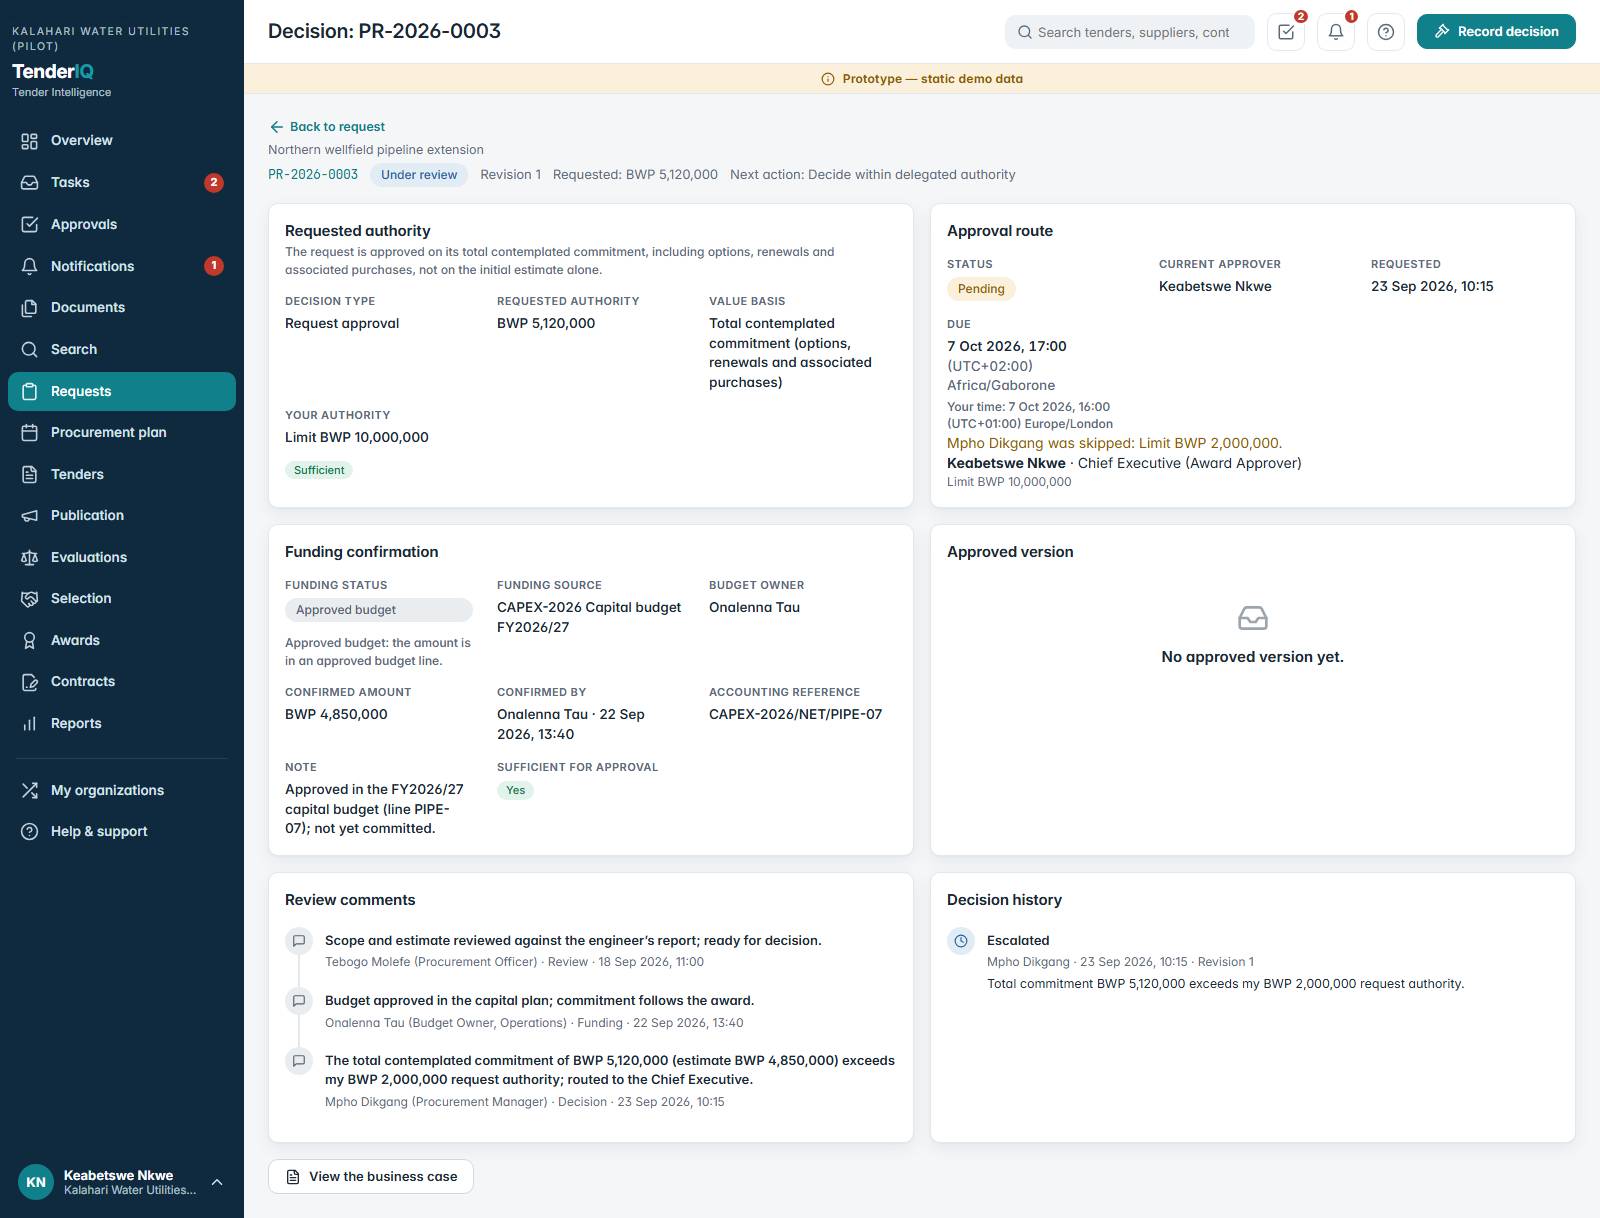 KALAHARI WATER UTILITIES
(PILOT)
TenderIQ
Tender Intelligence
Overview
Tasks 2
Approvals
Notifications 1
Documents
Search
Requests
Procurement plan
Tenders
Publication
Evaluations
Selection
Awards
Contracts
Reports
My organizations
Help & support
KN
Keabetswe Nkwe
Kalahari Water Utilities...
Decision: PR-2026-0003
Search tenders, suppliers, cont
2
1
Record decision
Prototype — static demo data
Back to request
Northern wellfield pipeline extension
PR-2026-0003 Under review Revision 1 Requested: BWP 5,120,000 Next action: Decide within delegated authority
Requested authority
The request is approved on its total contemplated commitment, including options, renewals and
associated purchases, not on the initial estimate alone.
DECISION TYPE REQUESTED AUTHORITY VALUE BASIS
Request approval BWP 5,120,000 Total contemplated
commitment (options,
renewals and associated
purchases)
YOUR AUTHORITY
Limit BWP 10,000,000
Sufficient
Approval route
STATUS CURRENT APPROVER REQUESTED
Pending Keabetswe Nkwe 23 Sep 2026, 10:15
DUE
7 Oct 2026, 17:00
(UTC+02:00)
Africa/Gaborone
Your time: 7 Oct 2026, 16:00
(UTC+01:00) Europe/London
Mpho Dikgang was skipped: Limit BWP 2,000,000.
Keabetswe Nkwe · Chief Executive (Award Approver)
Limit BWP 10,000,000
Funding confirmation
FUNDING STATUS FUNDING SOURCE BUDGET OWNER
Approved budget CAPEX-2026 Capital budget Onalenna Tau
FY2026/27
Approved budget: the amount is
in an approved budget line.
CONFIRMED AMOUNT CONFIRMED BY ACCOUNTING REFERENCE
BWP 4,850,000 Onalenna Tau · 22 Sep CAPEX-2026/NET/PIPE-07
2026, 13:40
NOTE SUFFICIENT FOR APPROVAL
Approved in the FY2026/27 Yes
capital budget (line PIPE-
07); not yet committed.
Approved version
No approved version yet.
Review comments
Scope and estimate reviewed against the engineer’s report; ready for decision.
Tebogo Molefe (Procurement Officer) · Review · 18 Sep 2026, 11:00
Budget approved in the capital plan; commitment follows the award.
Onalenna Tau (Budget Owner, Operations) · Funding · 22 Sep 2026, 13:40
The total contemplated commitment of BWP 5,120,000 (estimate BWP 4,850,000) exceeds
my BWP 2,000,000 request authority; routed to the Chief Executive.
Mpho Dikgang (Procurement Manager) · Decision · 23 Sep 2026, 10:15
Decision history
Escalated
Mpho Dikgang · 23 Sep 2026, 10:15 · Revision 1
Total commitment BWP 5,120,000 exceeds my BWP 2,000,000 request authority.
View the business case